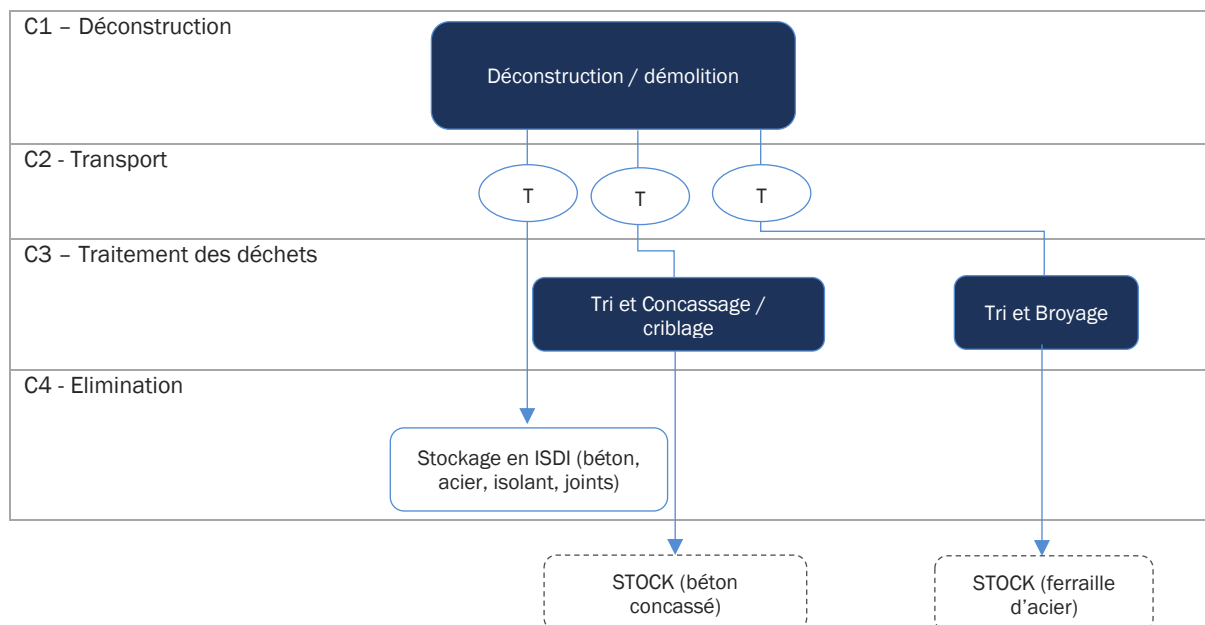 C1 – Déconstruction
Déconstruction / démolition
C2 - Transport
T
T
T
C3 – Traitement des déchets
Tri et Concassage /
criblage
Tri et Broyage
C4 - Elimination
Stockage en ISDI (béton,
acier, isolant, joints)
STOCK (béton
concassé)
STOCK (ferraille
d’acier)